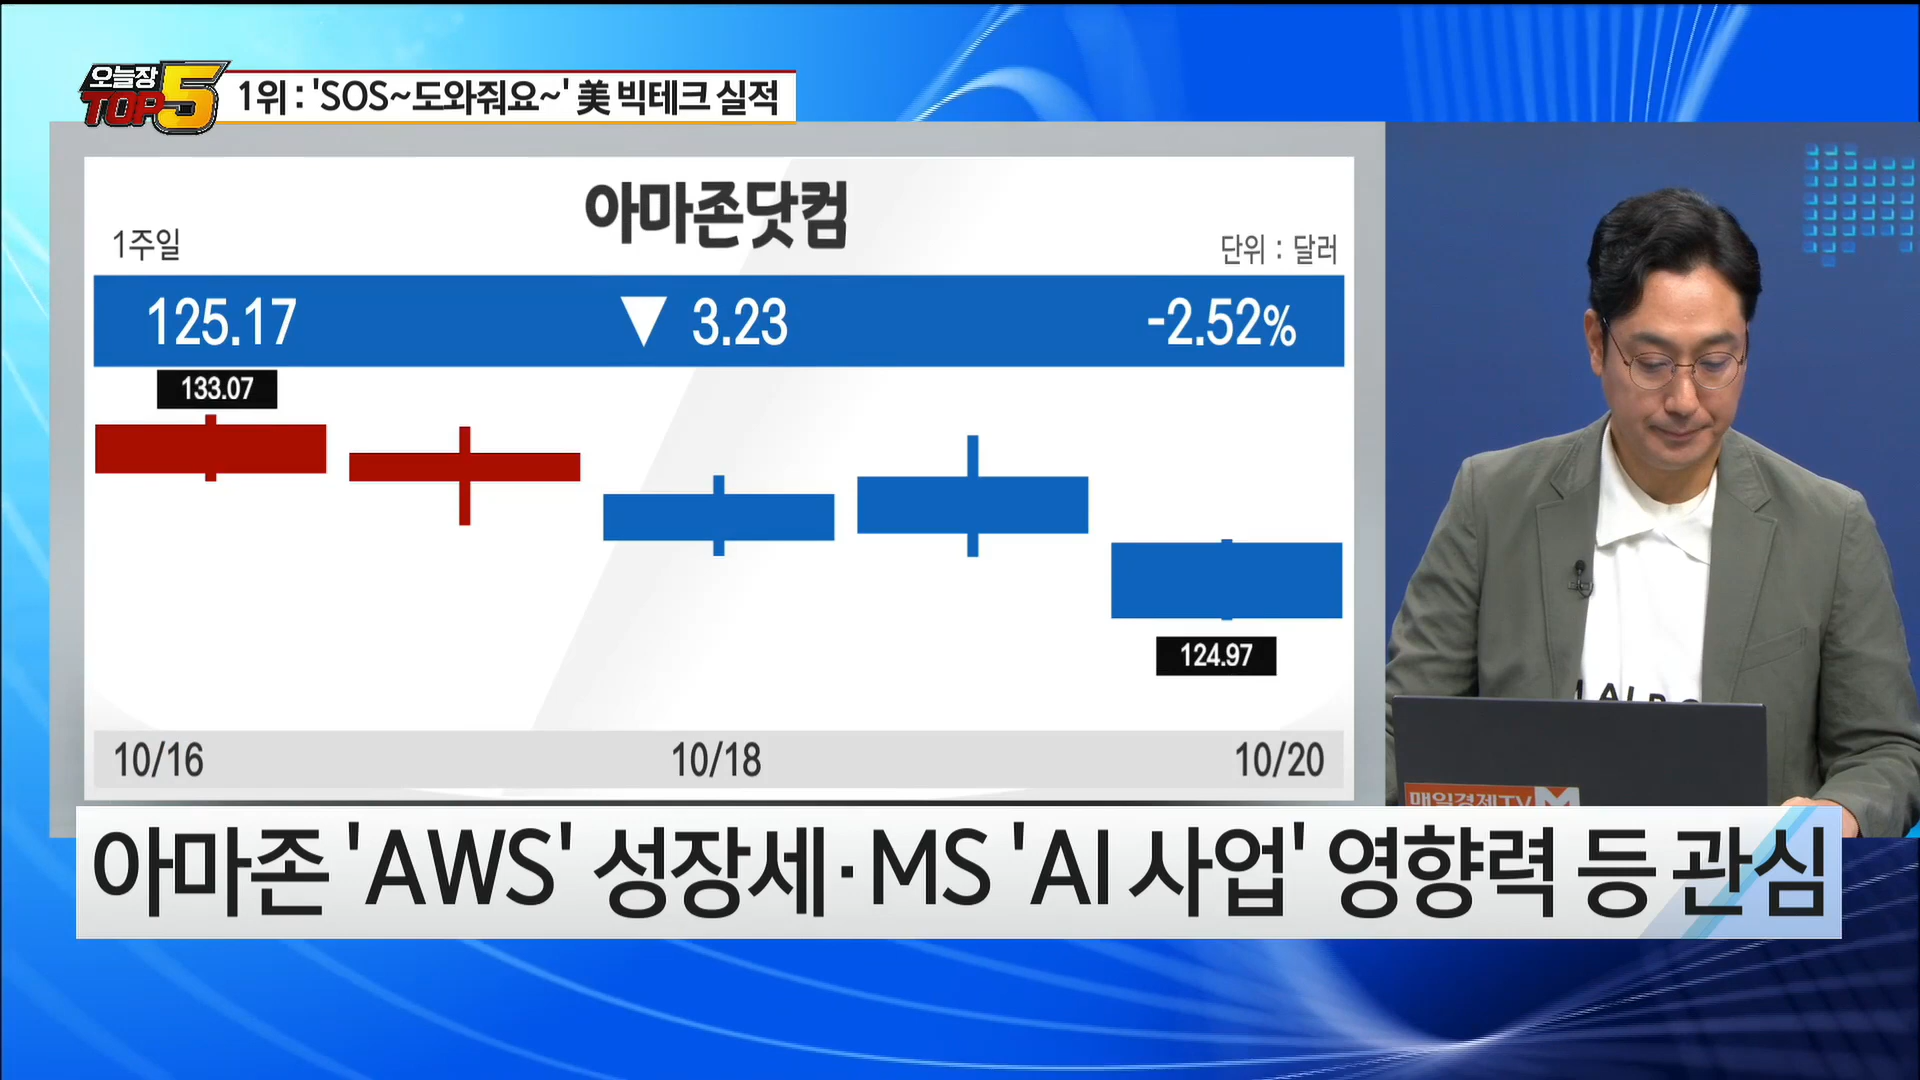 오늘장
TOP5
1위 : 'SOS~도와줘요~' 美 빅테크 실적
아마존닷컴
1주일
단위 : 달러
125.17 ▼ 3.23 -2.52%
133.07
124.97
10/16 10/18 10/20
매일경제TV M
아마존 'AWS' 성장세·MS 'AI 사업' 영향력 등 관심